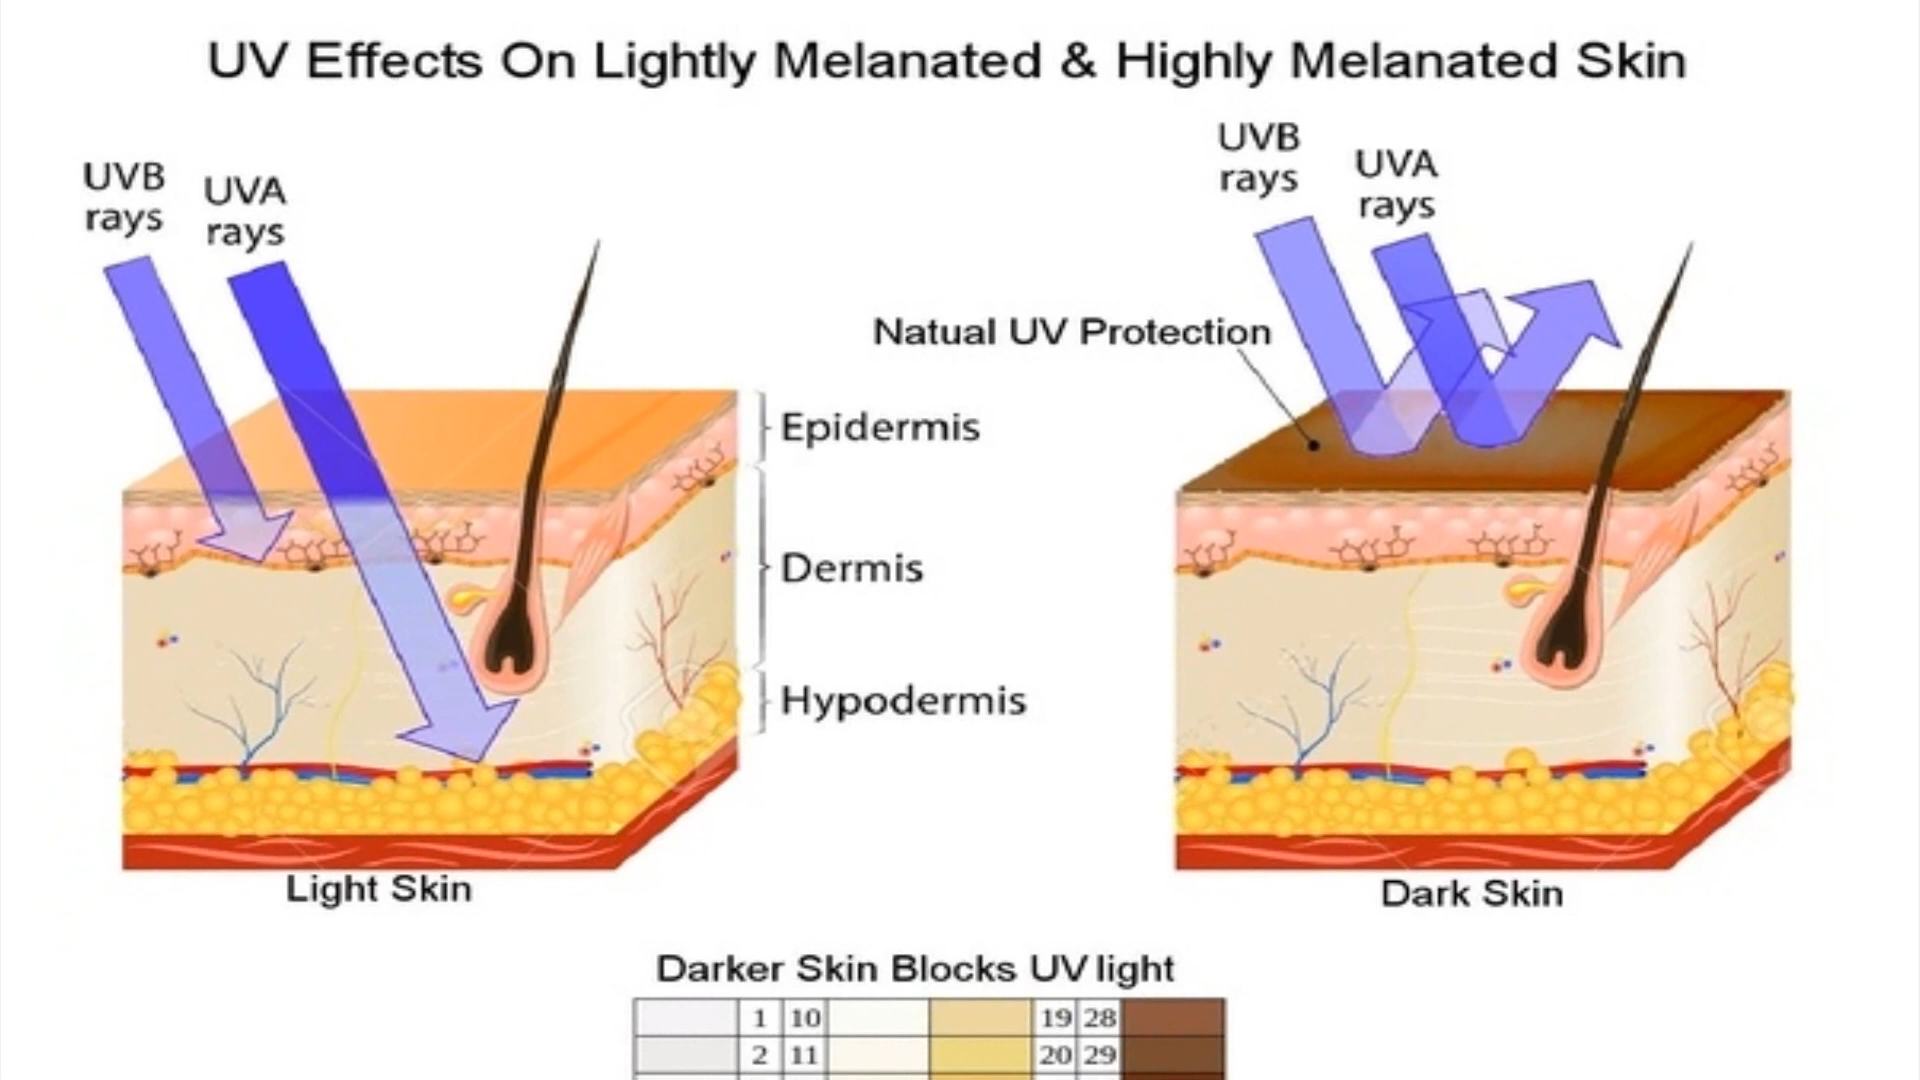 UV Effects On Lightly Melanated & Highly Melanated Skin
UVB
rays
UVA
rays
UVB
rays
UVA
rays
Natual UV Protection
Epidermis
Dermis
Hypodermis
Light Skin
Dark Skin
Darker Skin Blocks UV light
1 10 19 28
2 11 20 29